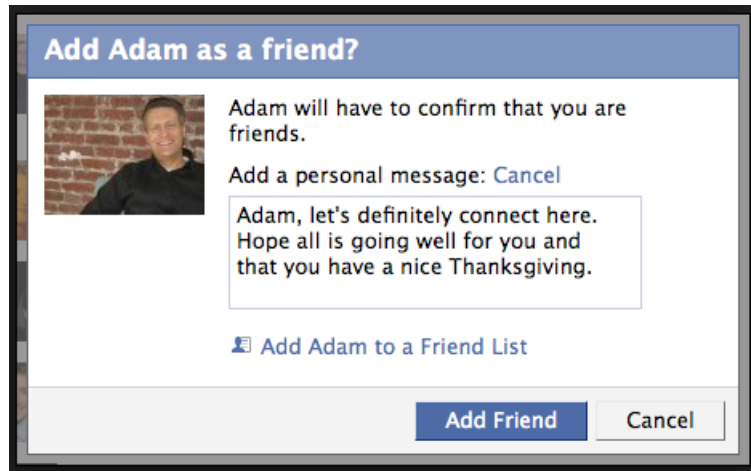 Add Adam as a friend?
Adam will have to confirm that you are
friends.
Add a personal message: Cancel
Adam, let's definitely connect here.
Hope all is going well for you and
that you have a nice Thanksgiving.
Add Adam to a Friend List
Add Friend
Cancel